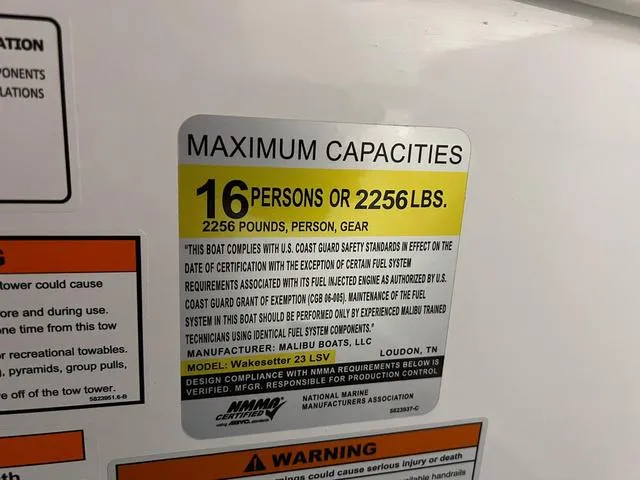 ATION
PONENTS
LATIONS
MAXIMUM CAPACITIES
16 PERSONS OR 2256 LBS.
2256 POUNDS, PERSON, GEAR
"THIS BOAT COMPLIES WITH U.S. COAST GUARD SAFETY STANDARDS IN EFFECT ON THE
DATE OF CERTIFICATION WITH THE EXCEPTION OF CERTAIN FUEL SYSTEM
REQUIREMENTS ASSOCIATED WITH ITS FUEL INJECTED ENGINE AS AUTHORIZED BY U.S.
COAST GUARD GRANT OF EXEMPTION (CGB 06-005). MAINTENANCE OF THE FUEL
SYSTEM IN THIS BOAT SHOULD BE PERFORMED ONLY BY EXPERIENCED MALIBU TRAINED
TECHNICIANS USING IDENTICAL FUEL SYSTEM COMPONENTS."
MANUFACTURER: MALIBU BOATS, LLC
LOUDON, TN
MODEL: Wakesetter 23 LSV
DESIGN COMPLIANCE WITH NMMA REQUIREMENTS BELOW IS
VERIFIED. MFGR. RESPONSIBLE FOR PRODUCTION CONTROL
NMMA
CERTIFIED
using ABYC standards
NATIONAL MARINE
MANUFACTURERS ASSOCIATION
5823937-C
G
tower could cause
ore and during use.
one time from this tow
r recreational towables.
, pyramids, group pulls,
e off of the tow tower.
5823951.6-B
th
WARNING
ings could cause serious injury or death
available handrails